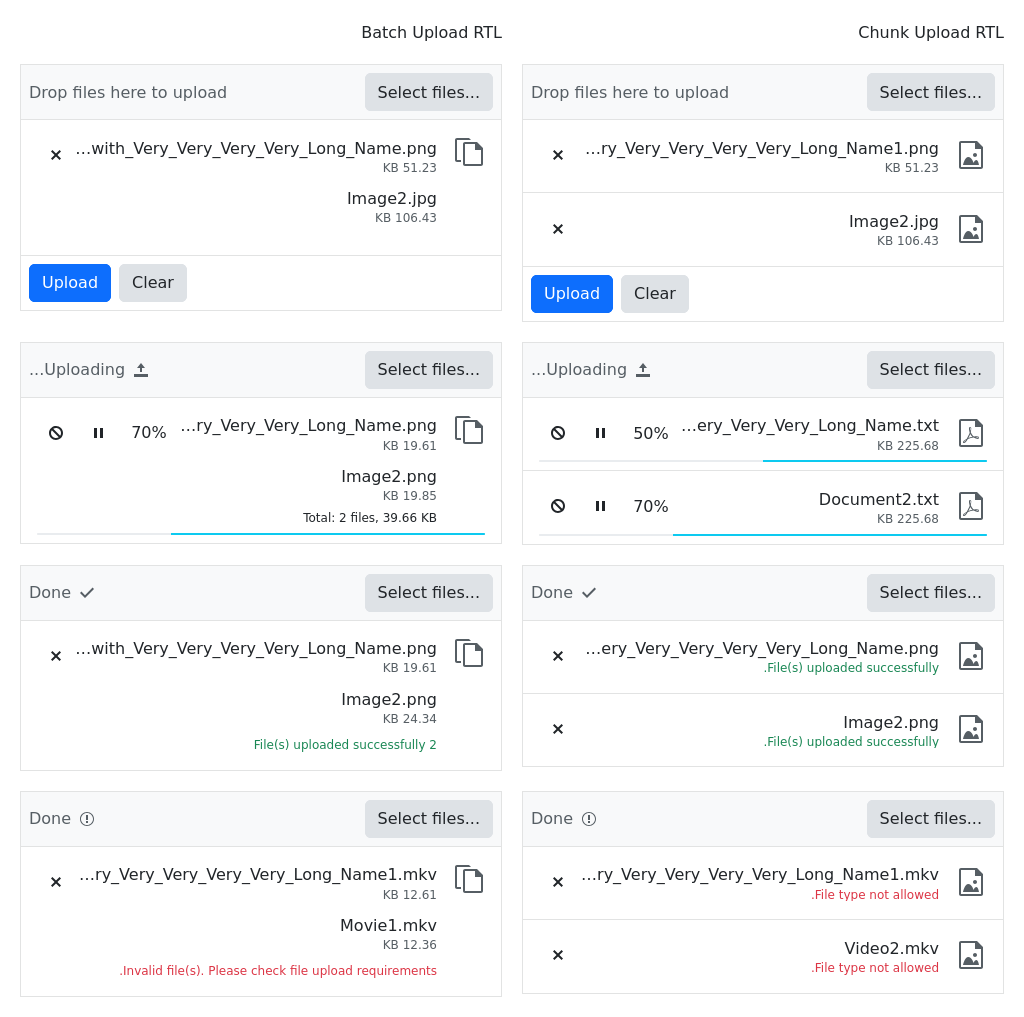 Batch Upload RTL
Drop files here to upload
Select files...
...with_Very_Very_Very_Very_Long_Name.png
KB 51.23
Image2.jpg
KB 106.43
Upload
Clear
...Uploading
Select files...
70%
...ry_Very_Very_Long_Name.png
KB 19.61
Image2.png
KB 19.85
Total: 2 files, 39.66 KB
Done
Select files...
...with_Very_Very_Very_Very_Long_Name.png
KB 19.61
Image2.png
KB 24.34
File(s) uploaded successfully 2
Done
Select files...
...ry_Very_Very_Very_Very_Long_Name1.mkv
KB 12.61
Movie1.mkv
KB 12.36
.Invalid file(s). Please check file upload requirements
Chunk Upload RTL
Drop files here to upload
Select files...
...ry_Very_Very_Very_Very_Long_Name1.png
KB 51.23
Image2.jpg
KB 106.43
Upload
Clear
...Uploading
Select files...
50%
...ery_Very_Very_Long_Name.txt
KB 225.68
70%
Document2.txt
KB 225.68
Done
Select files...
...ery_Very_Very_Very_Very_Long_Name.png
.File(s) uploaded successfully
Image2.png
.File(s) uploaded successfully
Done
Select files...
...ry_Very_Very_Very_Very_Long_Name1.mkv
.File type not allowed
Video2.mkv
.File type not allowed